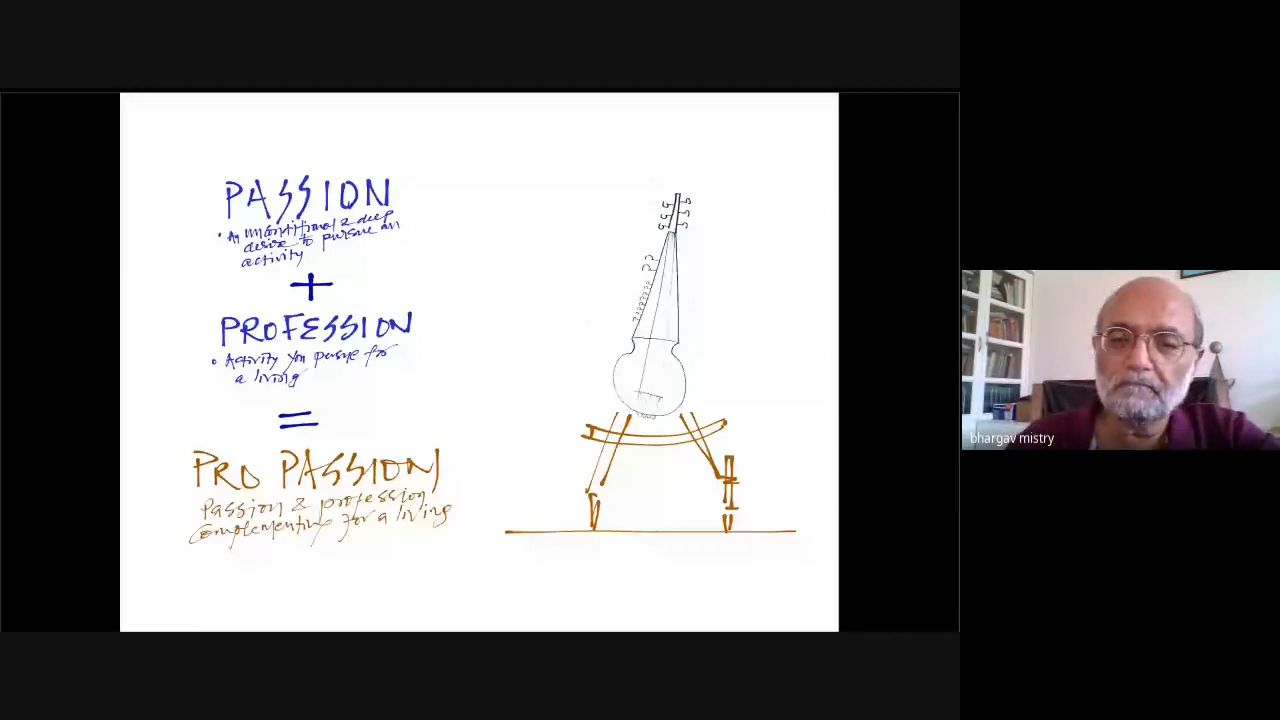 PASSION
• An unconditional & deep
desire to pursue an
activity
+
PROFESSION
• Activity you pursue for
a living
=
PRO PASSION
Passion & profession
complementing for a living
bhargav mistry